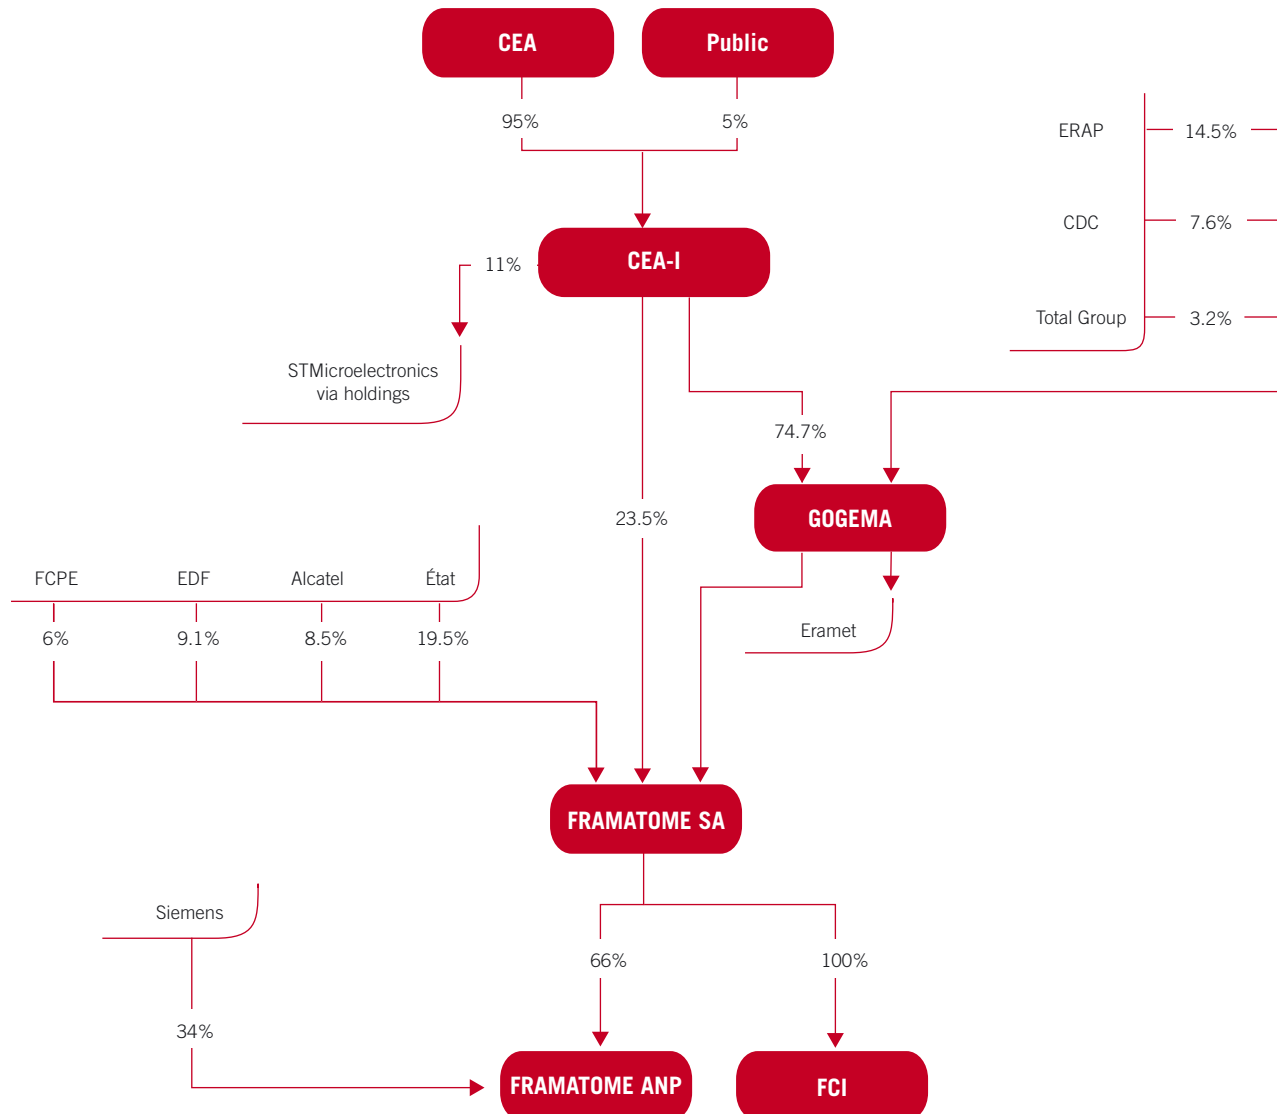 CEA
Public
95%
5%
ERAP
14.5%
CDC
7.6%
Total Group
3.2%
CEA-I
11%
STMicroelectronics
via holdings
74.7%
23.5%
GOGEMA
FCPE
EDF
Alcatel
État
6%
9.1%
8.5%
19.5%
Eramet
FRAMATOME SA
Siemens
66%
100%
34%
FRAMATOME ANP
FCI